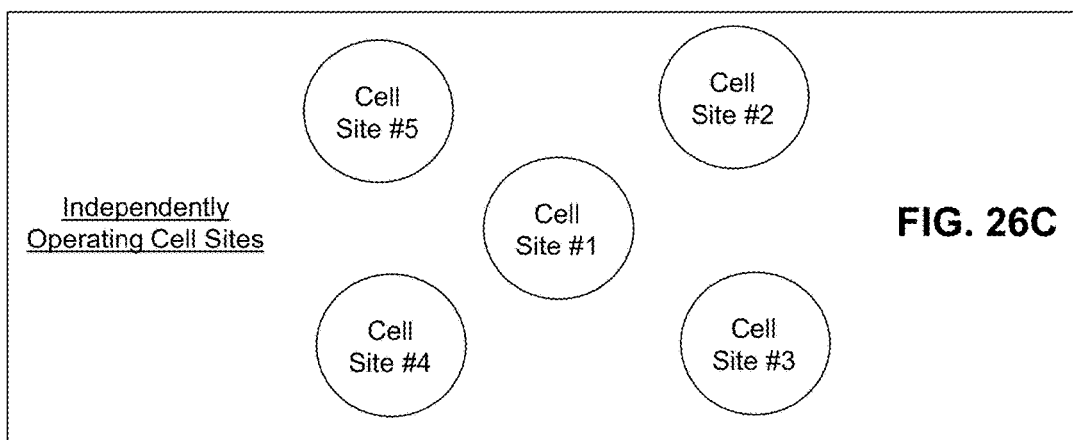 Cell
Site #5
Cell
Site #2
Independently
Operating Cell Sites
Cell
Site #1
FIG. 26C
Cell
Site #4
Cell
Site #3